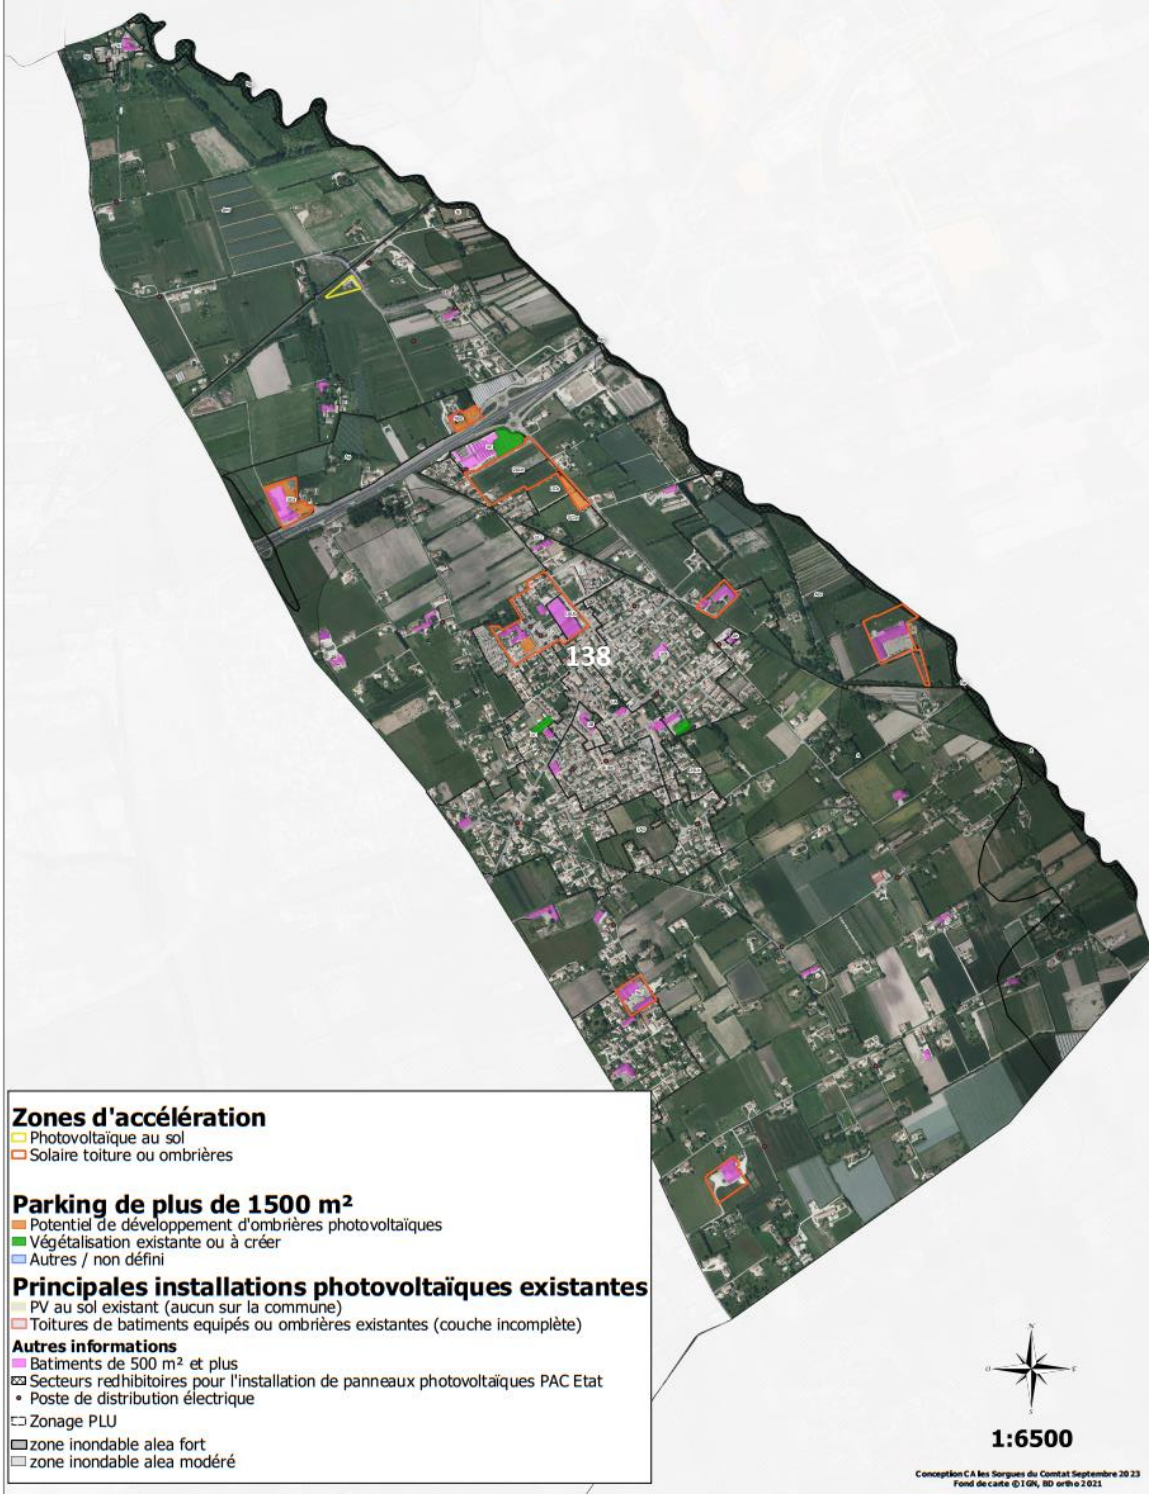 138
Zones d'accélération
Photovoltaïque au sol
Solaire toiture ou ombrières
Parking de plus de 1500 m²
Potentiel de développement d'ombrières photovoltaïques
Végétalisation existante ou à créer
Autres / non défini
Principales installations photovoltaïques existantes
PV au sol existant (aucun sur la commune)
Toitures de batiments equipés ou ombrières existantes (couche incomplète)
Autres informations
Batiments de 500 m² et plus
Secteurs redhibitoires pour l'installation de panneaux photovoltaïques PAC Etat
Poste de distribution électrique
Zonage PLU
zone inondable alea fort
zone inondable alea modéré
N
O E
S
1:6500
Conception CA les Sorgues du Comtat Septembre 2023
Fond de carte © IGN, BD ortho 2021